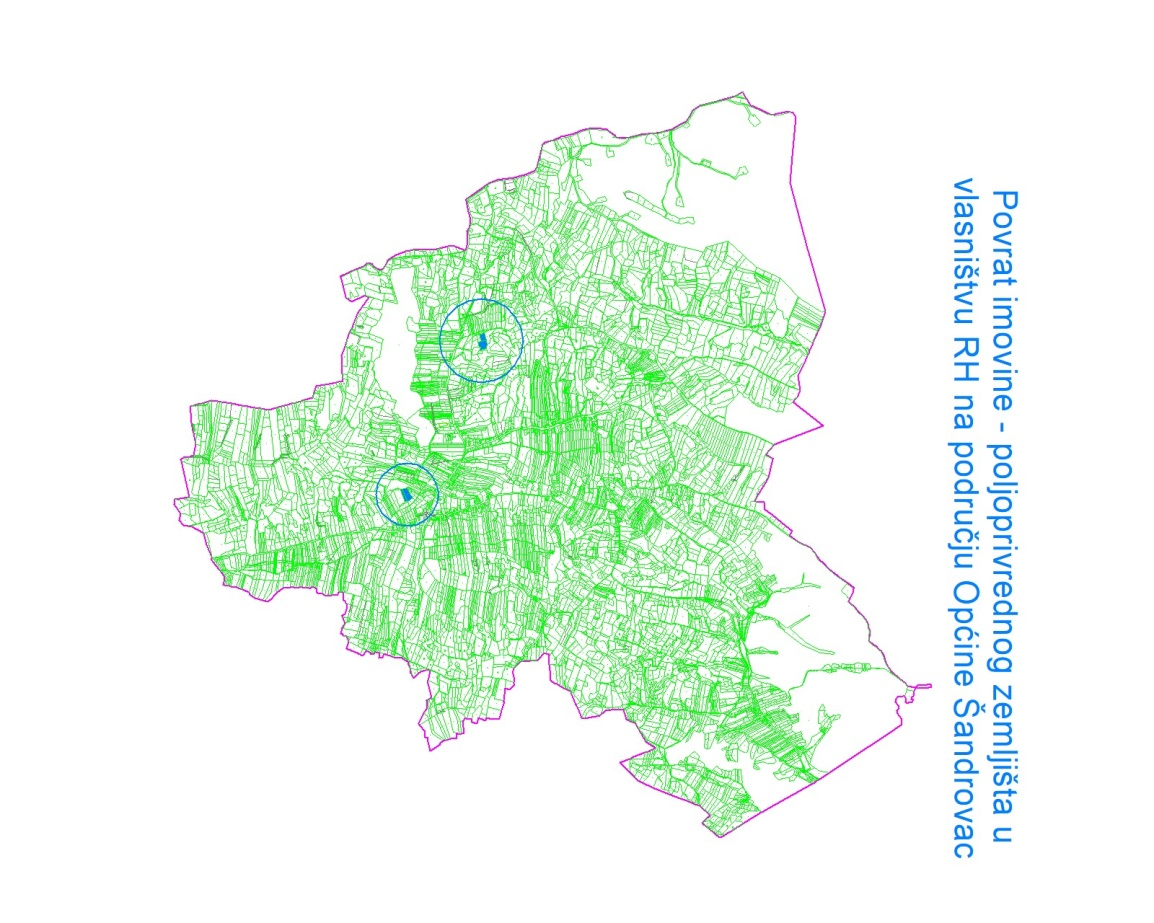 Povrat imovine - poljoprivrednog zemljišta u
vlasništvu RH na području Općine Šandrovac